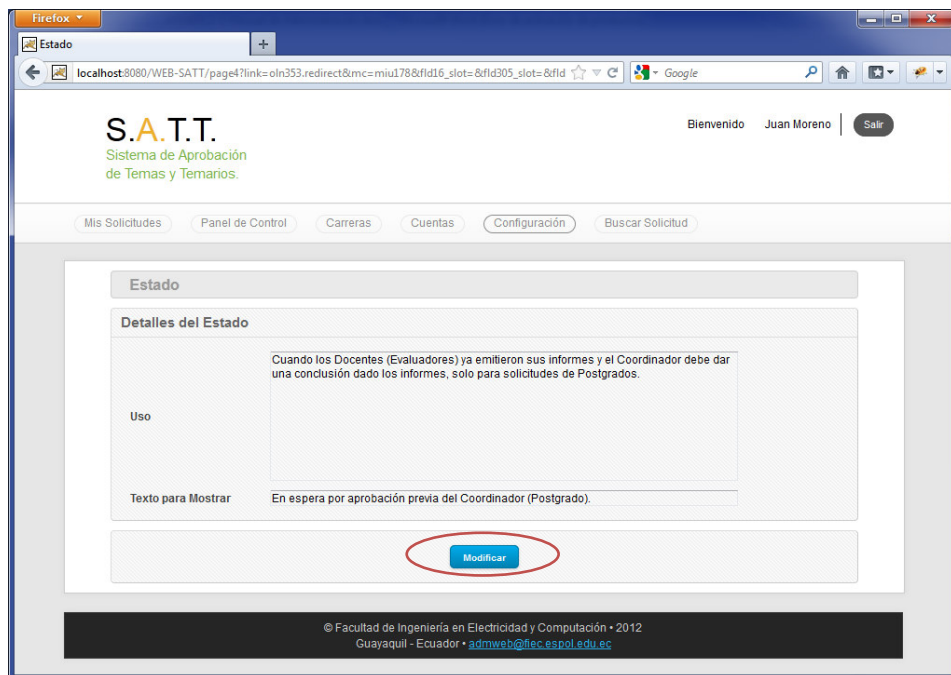 Firefox
Estado
localhost:8080/WEB-SATT/page4?link=oln353.redirect&mc=miu178&fld16_slot=&fld305_slot=&fld
Google
S.A.T.T.
Sistema de Aprobación
de Temas y Temarios.
Bienvenido Juan Moreno Salir
Mis Solicitudes Panel de Control Carreras Cuentas Configuración Buscar Solicitud
Estado
Detalles del Estado
Uso
Cuando los Docentes (Evaluadores) ya emitieron sus informes y el Coordinador debe dar
una conclusión dado los informes, solo para solicitudes de Postgrados.
Texto para Mostrar
En espera por aprobación previa del Coordinador (Postgrado).
Modificar
© Facultad de Ingeniería en Electricidad y Computación • 2012
Guayaquil - Ecuador • admweb@fiec.espol.edu.ec